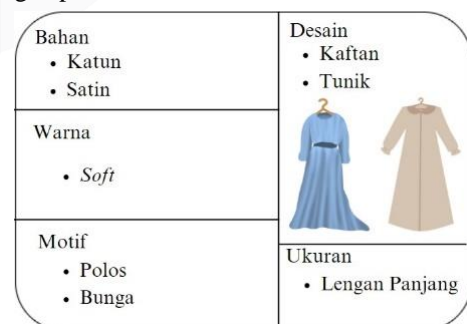 Bahan
• Katun
• Satin
Warna
• Soft
Motif
• Polos
• Bunga
Desain
• Kaftan
• Tunik
Ukuran
• Lengan Panjang